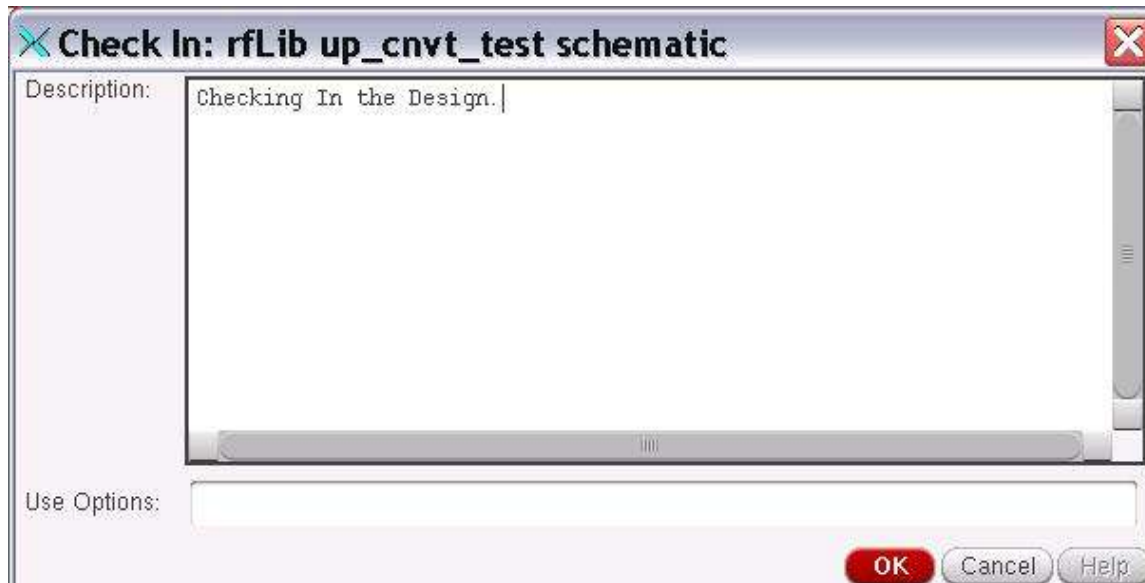 Check In: rfLib up_cnvt_test schematic
Description:
Checking In the Design.
Use Options:
OK Cancel Help